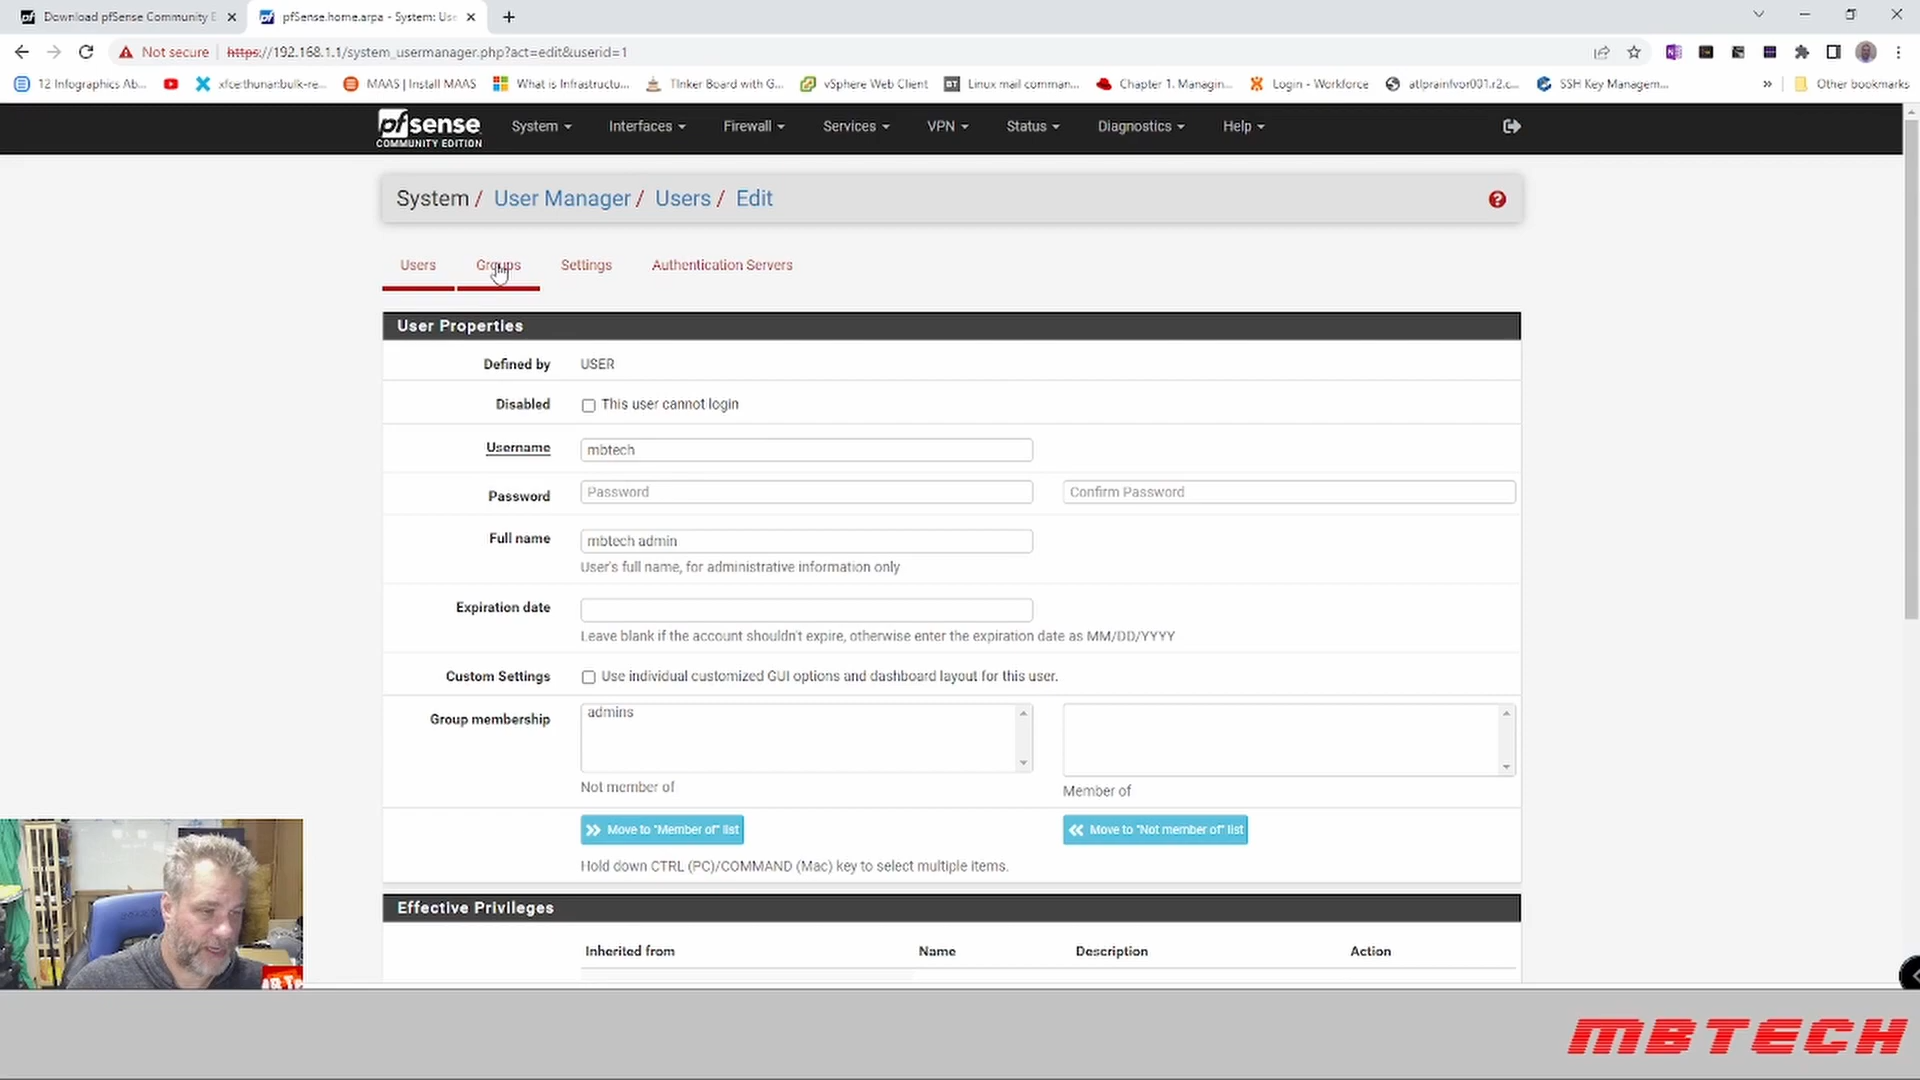 Download pfSense Community E
pfSense.home.arpa - System: Use
Not secure https://192.168.1.1/system_usermanager.php?act=edit&userid=1
12 Infographics Ab...
xfce:thunar:bulk-re...
MAAS | Install MAAS
What is Infrastructu...
TInker Board with G...
vSphere Web Client
Linux mail comman...
Chapter 1. Managin...
Login - Workforce
SSH Key Managem...
»
Other bookmarks
pfsense
COMMUNITY EDITION
System
Interfaces
Firewall
Services
VPN
Status
Diagnostics
Help
System / User Manager / Users / Edit
Users
Groups
Settings
Authentication Servers
User Properties
Defined by USER
Disabled This user cannot login
Username mbtech
Password Password Confirm Password
Full name mbtech admin
User's full name, for administrative information only
Expiration date
Leave blank if the account shouldn't expire, otherwise enter the expiration date as MM/DD/YYYY
Custom Settings Use individual customized GUI options and dashboard layout for this user.
Group membership admins
Not member of Member of
Move to "Member of" list Move to "Not member of" list
Hold down CTRL (PC)/COMMAND (Mac) key to select multiple items.
Effective Privileges
Inherited from Name Description Action
MBTECH